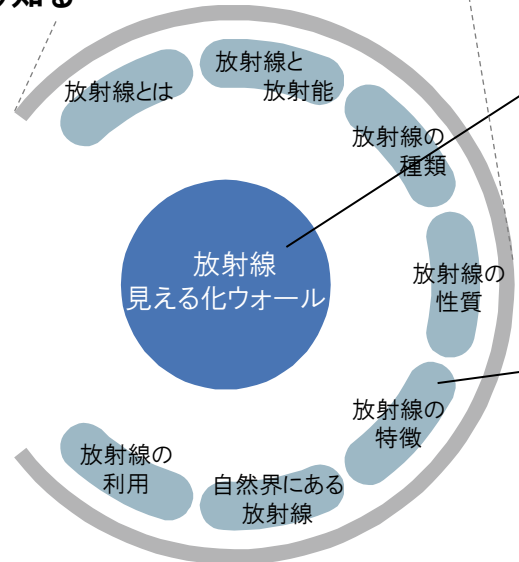 知る
放射線とは
放射線と
放射能
放射線の
種類
放射線の
性質
放射線の
特徴
自然界にある
放射線
放射線の
利用
放射線
見える化ウォール